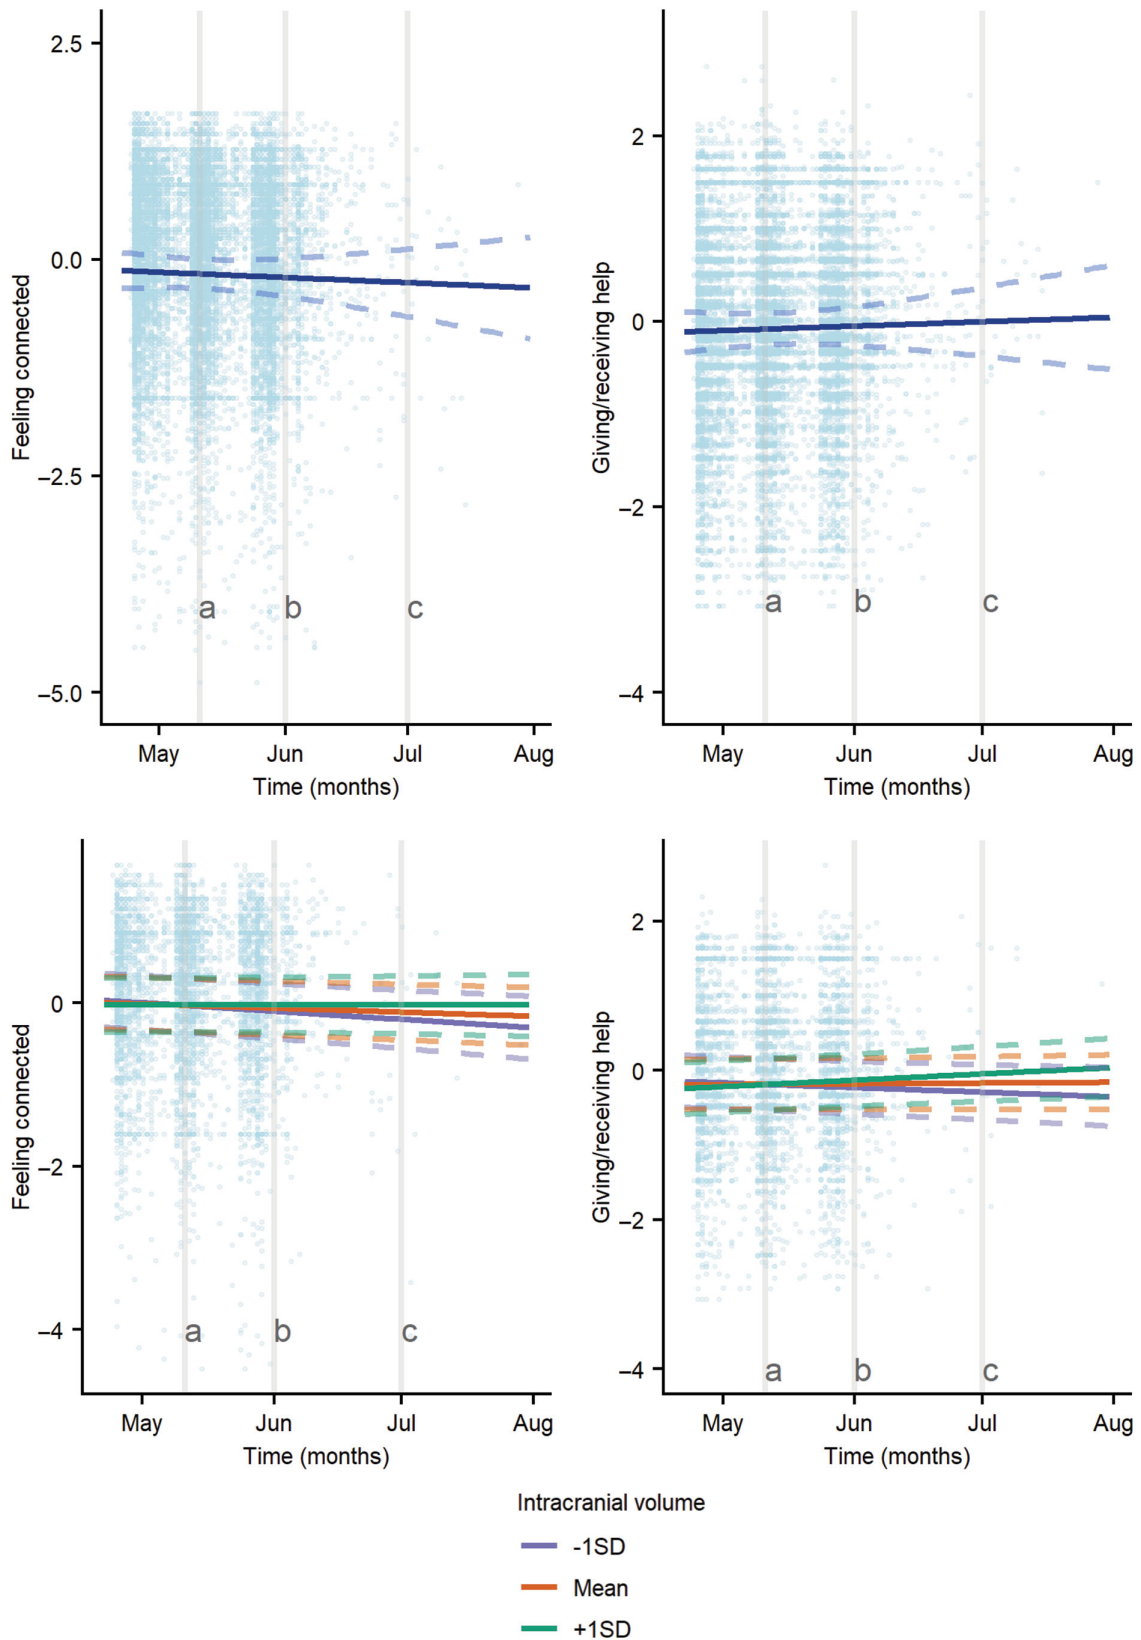 Feeling connected
2.5
0.0
−2.5
−5.0
a
b
c
May
Jun
Jul
Aug
Time (months)
Giving/receiving help
2
0
−2
−4
a
b
c
May
Jun
Jul
Aug
Time (months)
Feeling connected
0
−2
−4
a
b
c
May
Jun
Jul
Aug
Time (months)
Giving/receiving help
2
0
−2
−4
a
b
c
May
Jun
Jul
Aug
Time (months)
Intracranial volume
-1SD
Mean
+1SD